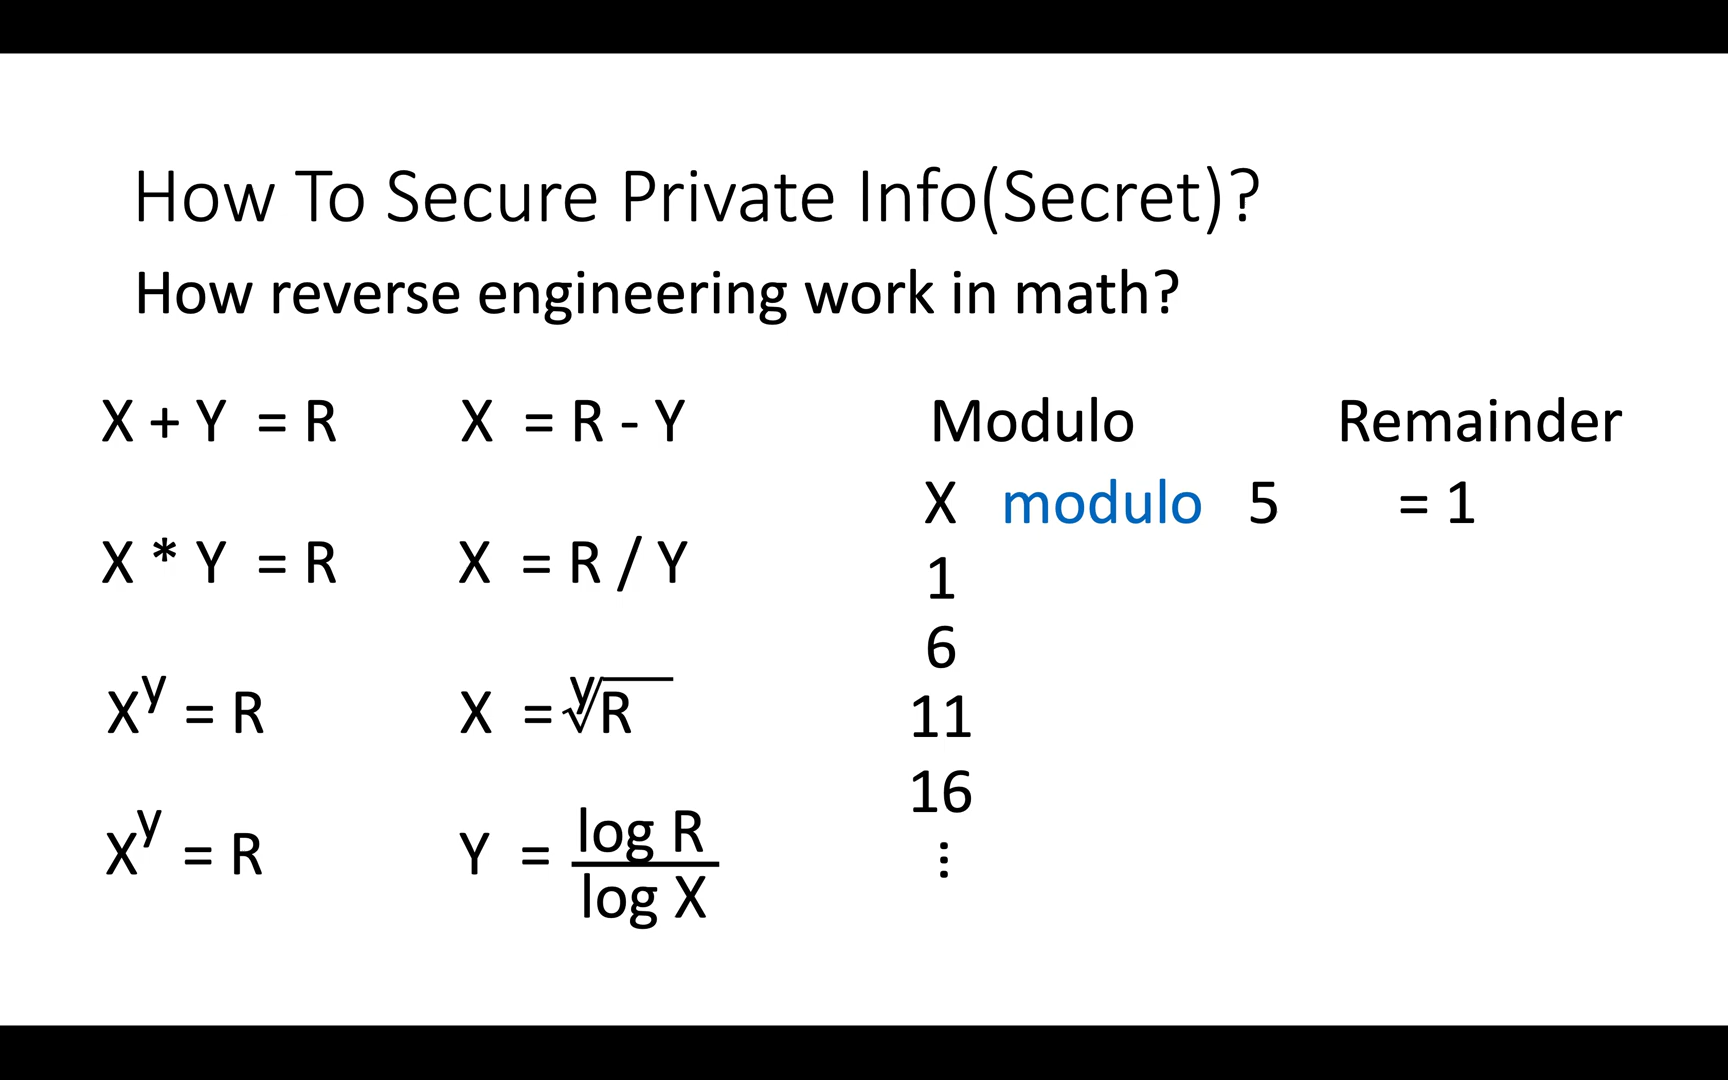 How To Secure Private Info(Secret)?
How reverse engineering work in math?
X + Y = R
X = R - Y
X * Y = R
X = R / Y
X^y = R
X = y√R
X^y = R
Y = log R / log X
Modulo Remainder
X modulo 5 = 1
1
6
11
16
⋮